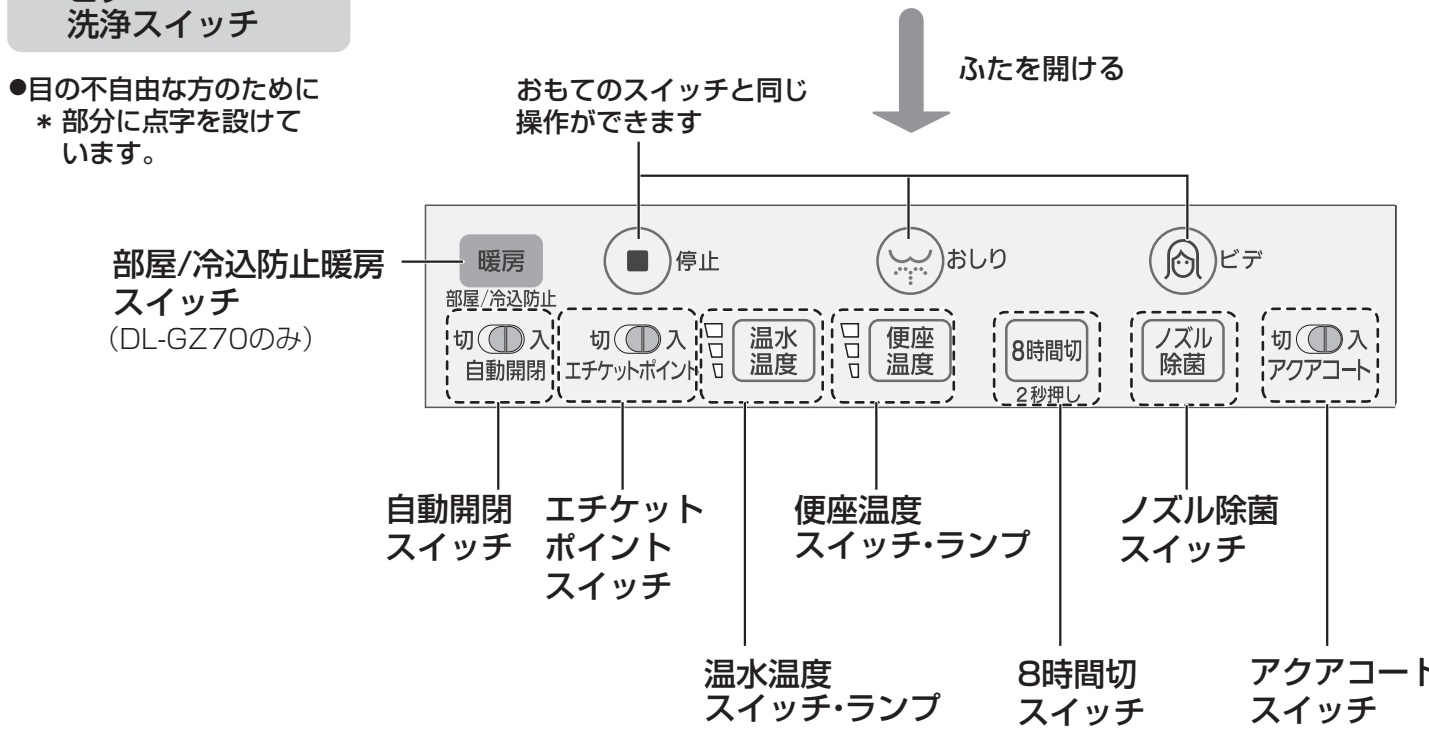 洗浄スイッチ
●目の不自由な方のために
* 部分に点字を設けて
います。
ふたを開ける
おもてのスイッチと同じ
操作ができます
部屋/冷込防止暖房
スイッチ
(DL-GZ70のみ)
暖房
部屋/冷込防止
停止
おしり
ビデ
切 入
自動開閉
切 入
エチケットポイント
温水
温度
便座
温度
8時間切
2秒押し
ノズル
除菌
切 入
アクアコート
自動開閉
スイッチ
エチケット
ポイント
スイッチ
便座温度
スイッチ・ランプ
ノズル除菌
スイッチ
温水温度
スイッチ・ランプ
8時間切
スイッチ
アクアコート
スイッチ